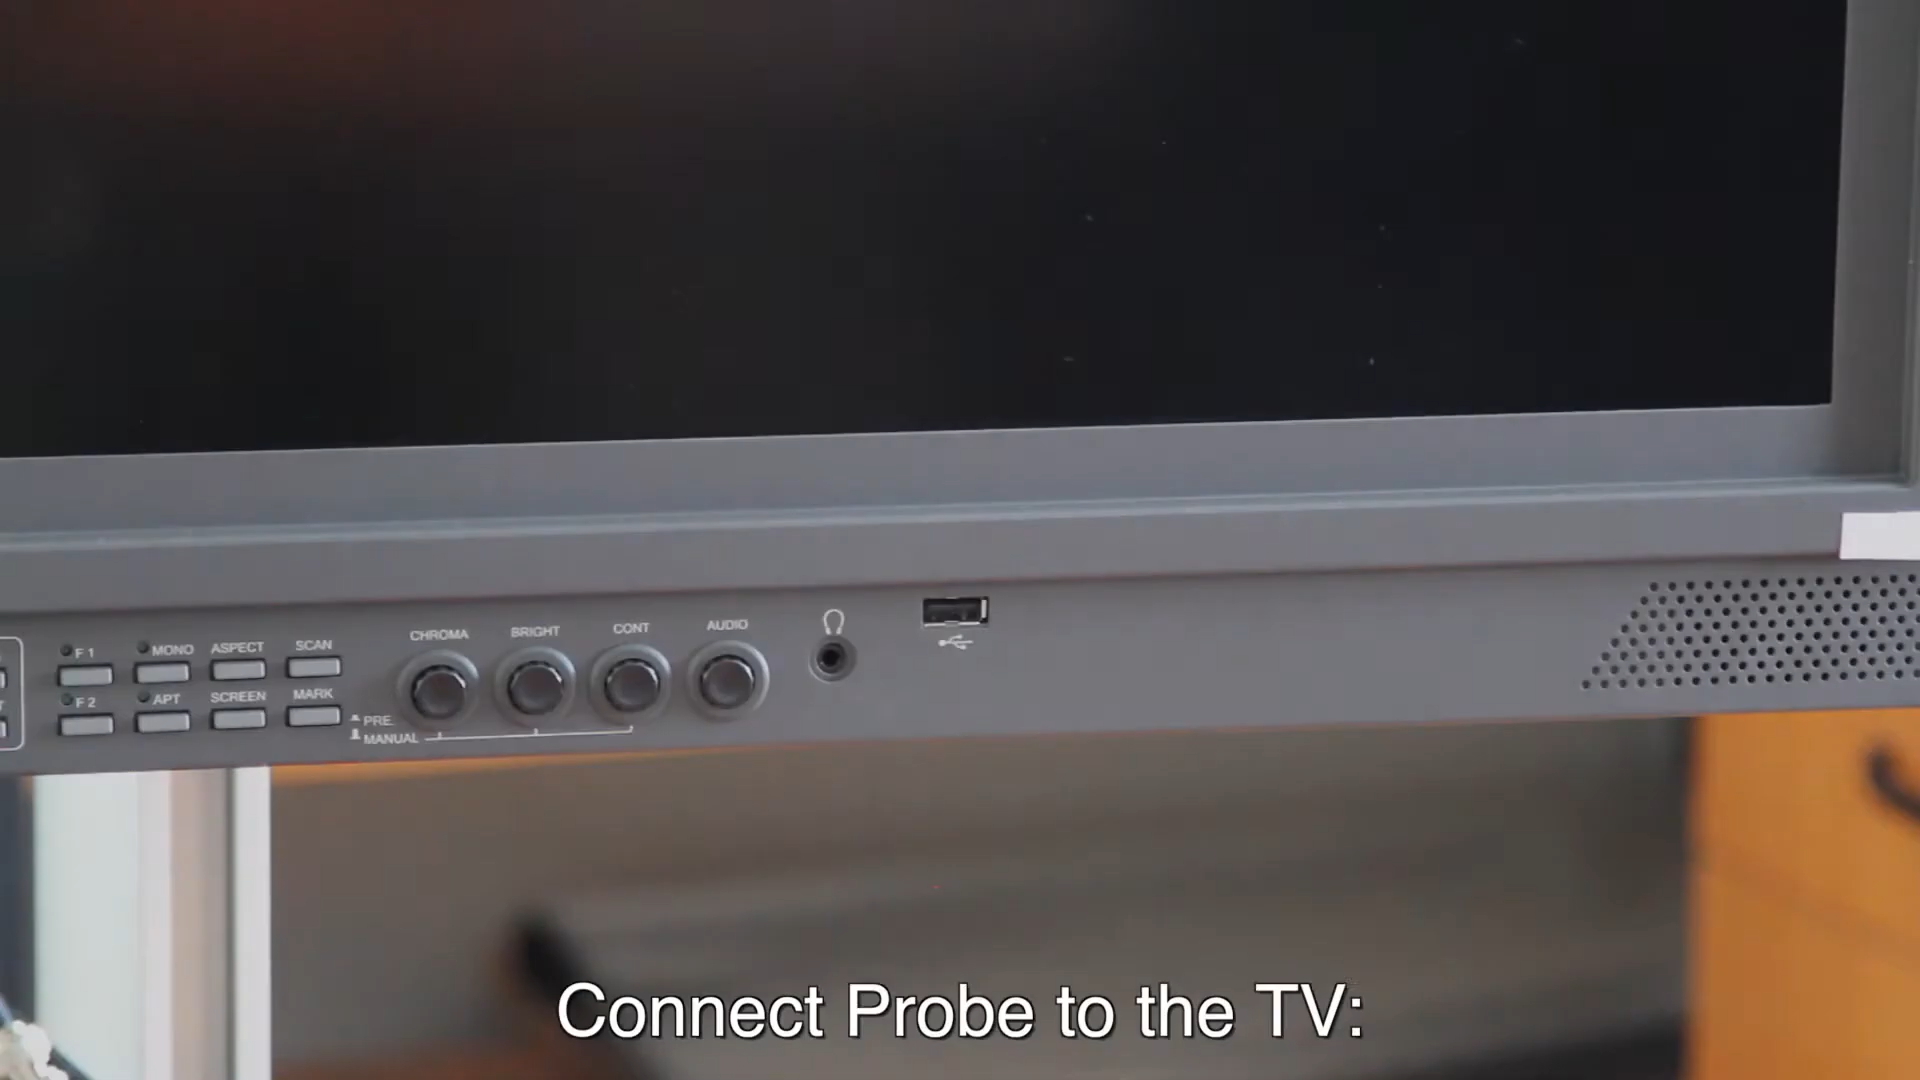 F 1
MONO
ASPECT
SCAN
F 2
APT
SCREEN
MARK
CHROMA
BRIGHT
CONT
AUDIO
PRE.
MANUAL
Connect Probe to the TV: